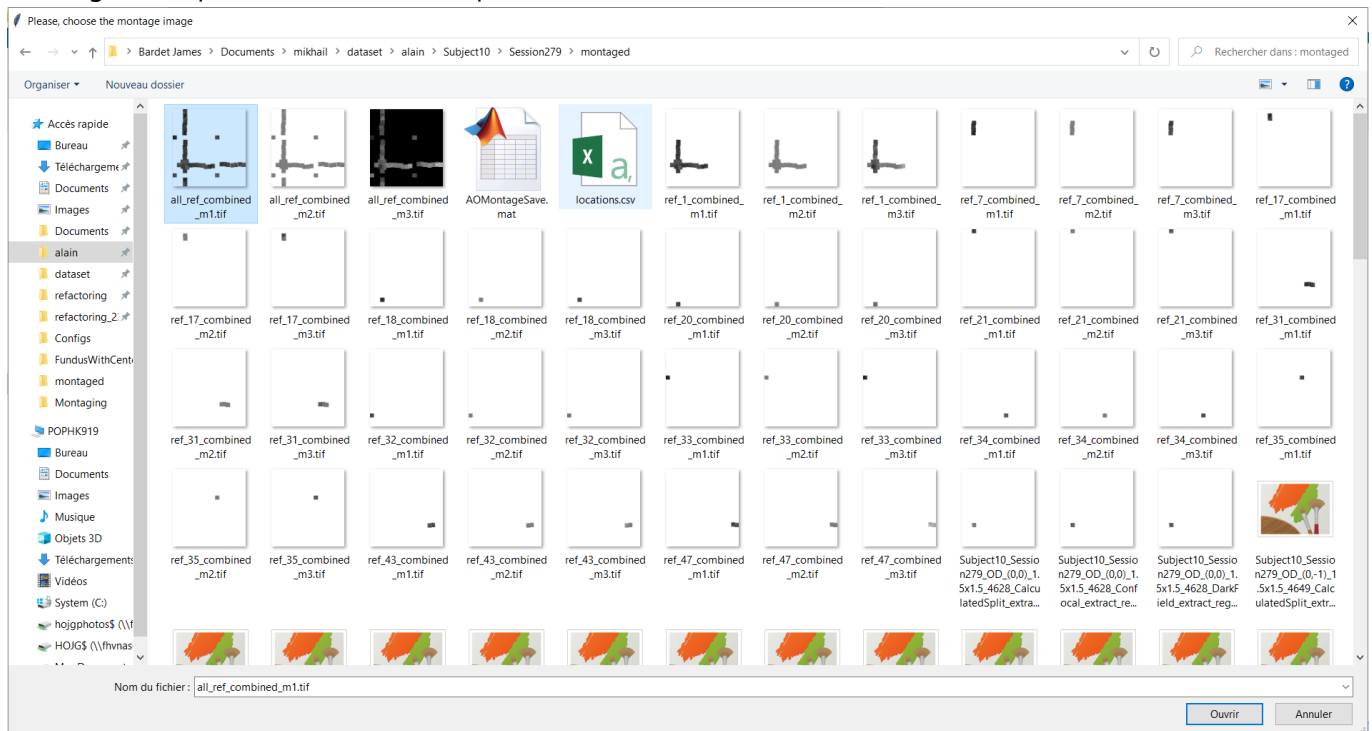 Please, choose the montage image
Bardet James > Documents > mikhail > dataset > alain > Subject10 > Session279 > montaged
Rechercher dans : montaged
Organiser
Nouveau dossier
Accès rapide
Bureau
Téléchargeme
Documents
Images
Documents
alain
dataset
refactoring
refactoring_2
Configs
FundusWithCent
montaged
Montaging
POPHK919
Bureau
Documents
Images
Musique
Objets 3D
Téléchargements
Vidéos
System (C:)
hojgphotos$ (\\f
HOJG$ (\\fhvnas
all_ref_combined
_m1.tif
all_ref_combined
_m2.tif
all_ref_combined
_m3.tif
AOMontageSave.
mat
X a,
locations.csv
ref_1_combined_
m1.tif
ref_1_combined_
m2.tif
ref_1_combined_
m3.tif
ref_7_combined_
m1.tif
ref_7_combined_
m2.tif
ref_7_combined_
m3.tif
ref_17_combined
_m1.tif
ref_17_combined
_m2.tif
ref_17_combined
_m3.tif
ref_18_combined
_m1.tif
ref_18_combined
_m2.tif
ref_18_combined
_m3.tif
ref_20_combined
_m1.tif
ref_20_combined
_m2.tif
ref_20_combined
_m3.tif
ref_21_combined
_m1.tif
ref_21_combined
_m2.tif
ref_21_combined
_m3.tif
ref_31_combined
_m1.tif
ref_31_combined
_m2.tif
ref_31_combined
_m3.tif
ref_32_combined
_m1.tif
ref_32_combined
_m2.tif
ref_32_combined
_m3.tif
ref_33_combined
_m1.tif
ref_33_combined
_m2.tif
ref_33_combined
_m3.tif
ref_34_combined
_m1.tif
ref_34_combined
_m2.tif
ref_34_combined
_m3.tif
ref_35_combined
_m1.tif
ref_35_combined
_m2.tif
ref_35_combined
_m3.tif
ref_43_combined
_m1.tif
ref_43_combined
_m2.tif
ref_43_combined
_m3.tif
ref_47_combined
_m1.tif
ref_47_combined
_m2.tif
ref_47_combined
_m3.tif
Subject10_Sessio
n279_OD_(0,0)_1.
5x1.5_4628_Calcu
latedSplit_extra...
Subject10_Sessio
n279_OD_(0,0)_1.
5x1.5_4628_Conf
ocal_extract_re...
Subject10_Sessio
n279_OD_(0,0)_1.
5x1.5_4628_DarkF
ield_extract_reg...
Subject10_Sessio
n279_OD_(0,-1)_1
.5x1.5_4649_Calc
ulatedSplit_extr...
Nom du fichier : all_ref_combined_m1.tif
Ouvrir
Annuler